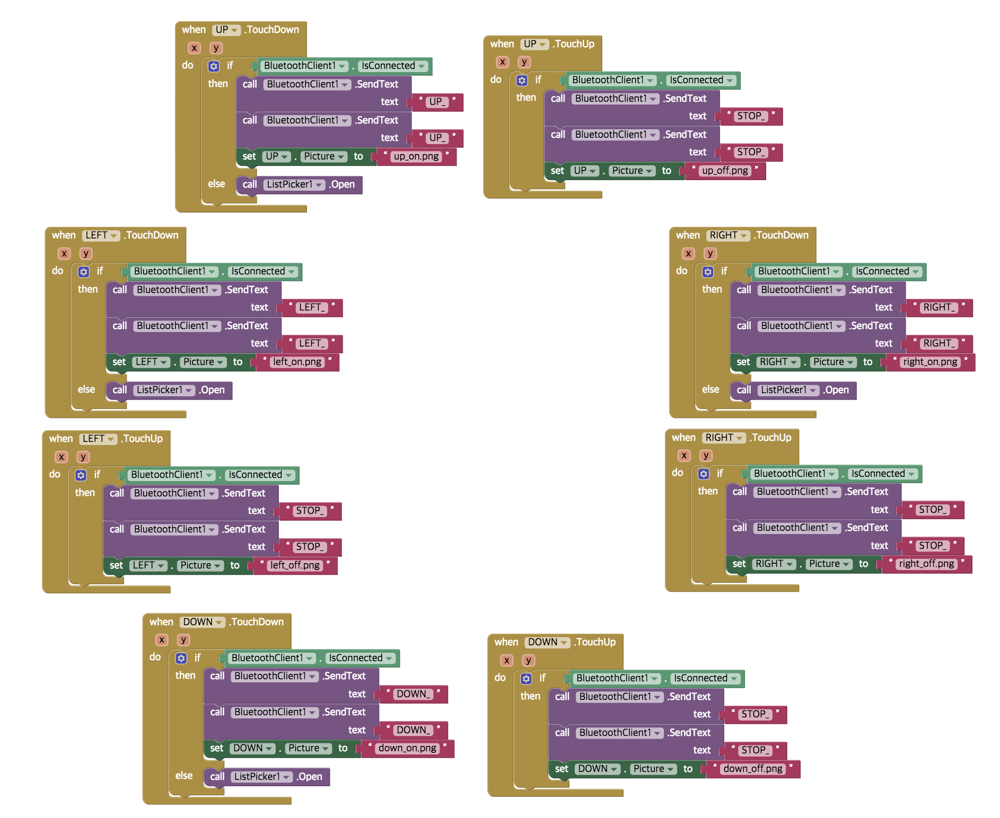 when UP .TouchDown
x y
do if BluetoothClient1 . IsConnected
then call BluetoothClient1 .SendText
text “ UP_ ”
call BluetoothClient1 .SendText
text “ UP_ ”
set UP . Picture to “ up_on.png ”
else call ListPicker1 .Open
when UP .TouchUp
x y
do if BluetoothClient1 . IsConnected
then call BluetoothClient1 .SendText
text “ STOP_ ”
call BluetoothClient1 .SendText
text “ STOP_ ”
set UP . Picture to “ up_off.png ”
when LEFT .TouchDown
x y
do if BluetoothClient1 . IsConnected
then call BluetoothClient1 .SendText
text “ LEFT_ ”
call BluetoothClient1 .SendText
text “ LEFT_ ”
set LEFT . Picture to “ left_on.png ”
else call ListPicker1 .Open
when RIGHT .TouchDown
x y
do if BluetoothClient1 . IsConnected
then call BluetoothClient1 .SendText
text “ RIGHT_ ”
call BluetoothClient1 .SendText
text “ RIGHT_ ”
set RIGHT . Picture to “ right_on.png ”
else call ListPicker1 .Open
when LEFT .TouchUp
x y
do if BluetoothClient1 . IsConnected
then call BluetoothClient1 .SendText
text “ STOP_ ”
call BluetoothClient1 .SendText
text “ STOP_ ”
set LEFT . Picture to “ left_off.png ”
when RIGHT .TouchUp
x y
do if BluetoothClient1 . IsConnected
then call BluetoothClient1 .SendText
text “ STOP_ ”
call BluetoothClient1 .SendText
text “ STOP_ ”
set RIGHT . Picture to “ right_off.png ”
when DOWN .TouchDown
x y
do if BluetoothClient1 . IsConnected
then call BluetoothClient1 .SendText
text “ DOWN_ ”
call BluetoothClient1 .SendText
text “ DOWN_ ”
set DOWN . Picture to “ down_on.png ”
else call ListPicker1 .Open
when DOWN .TouchUp
x y
do if BluetoothClient1 . IsConnected
then call BluetoothClient1 .SendText
text “ STOP_ ”
call BluetoothClient1 .SendText
text “ STOP_ ”
set DOWN . Picture to “ down_off.png ”